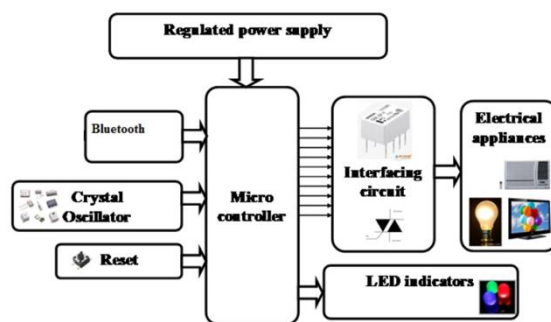 Regulated power supply
Bluetooth
Crystal
Oscillator
Reset
Micro
controller
Interfacing
circuit
Electrical
appliances
LED indicators